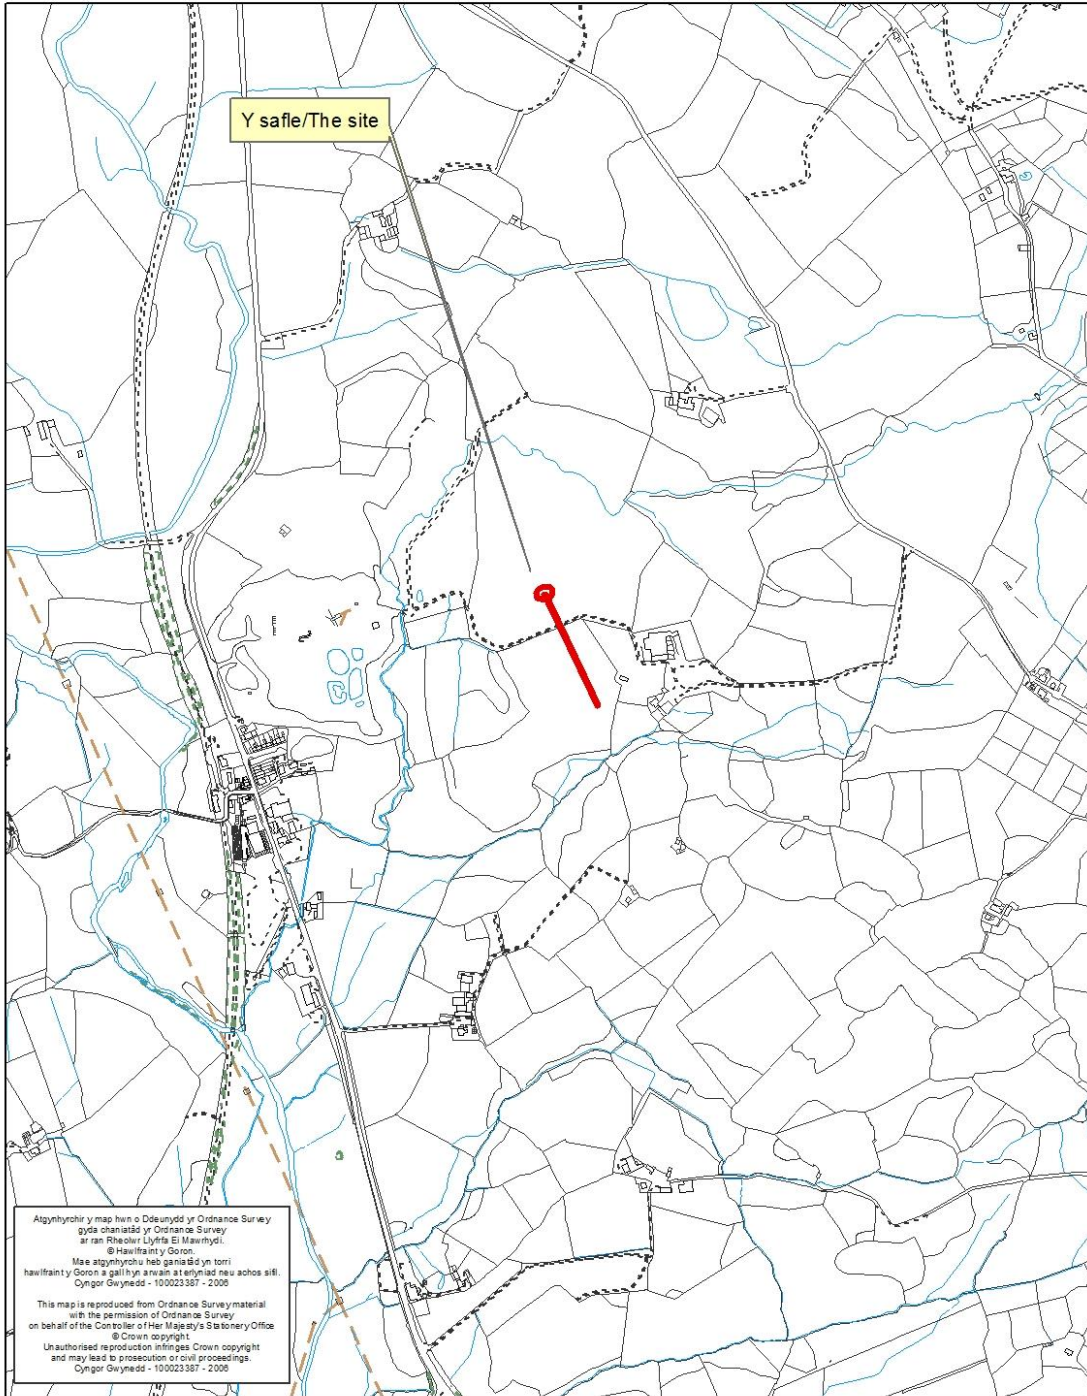 Y safle/The site
Atgynhyrchir y map hwn o Ddeunydd yr Ordnance Survey
gyda chaniatâd yr Ordnance Survey
ar ran Rheolwr Llyfrfa Ei Mawrhydi.
© Hawlfraint y Goron.
Mae atgynhyrchu heb ganiatâd yn torri
hawlfraint y Goron a gall hyn arwain at erlyniad neu achos sifil.
Cyngor Gwynedd - 100023387 - 2006
This map is reproduced from Ordnance Survey material
with the permission of Ordnance Survey
on behalf of the Controller of Her Majesty's Stationery Office
© Crown copyright.
Unauthorised reproduction infringes Crown copyright
and may lead to prosecution or civil proceedings.
Cyngor Gwynedd - 100023387 - 2006